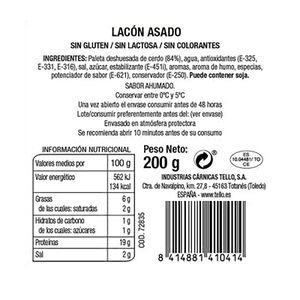 LACÓN ASADO
SIN GLUTEN / SIN LACTOSA / SIN COLORANTES
INGREDIENTES: Paleta deshuesada de cerdo (84%), agua, antioxidantes (E-325,
E-331, E-316), sal, azúcar, estabilizante (E-451i), aromas, aroma de humo, especias,
potenciador de sabor (E-621), conservador (E-250). Puede contener soja.
SABOR AHUMADO.
Conservar entre 0ºC y 5ºC
Una vez abierto el envase consumir antes de 48 horas
Lote/consumir preferentemente antes del: (ver envase)
Envasado en atmósfera protectora
Se recomienda abrir 10 minutos antes de su consumo
INFORMACIÓN NUTRICIONAL
Valores medios por 100 g
Valor energético 562 kJ
134 kcal
Grasas 6 g
de las cuales: saturadas 2 g
Hidratos de carbono 1 g
de los cuales: azúcares 1 g
Proteínas 19 g
Sal 2 g
COD. 72835
Peso Neto:
200 g
ES
10.04481/ TO
CE
INDUSTRIAS CÁRNICAS TELLO, S.A.
Ctra. de Navalpino, km. 27,8 - 45163 Totanés (Toledo)
ESPAÑA - www.tello.es
8 414881 410414